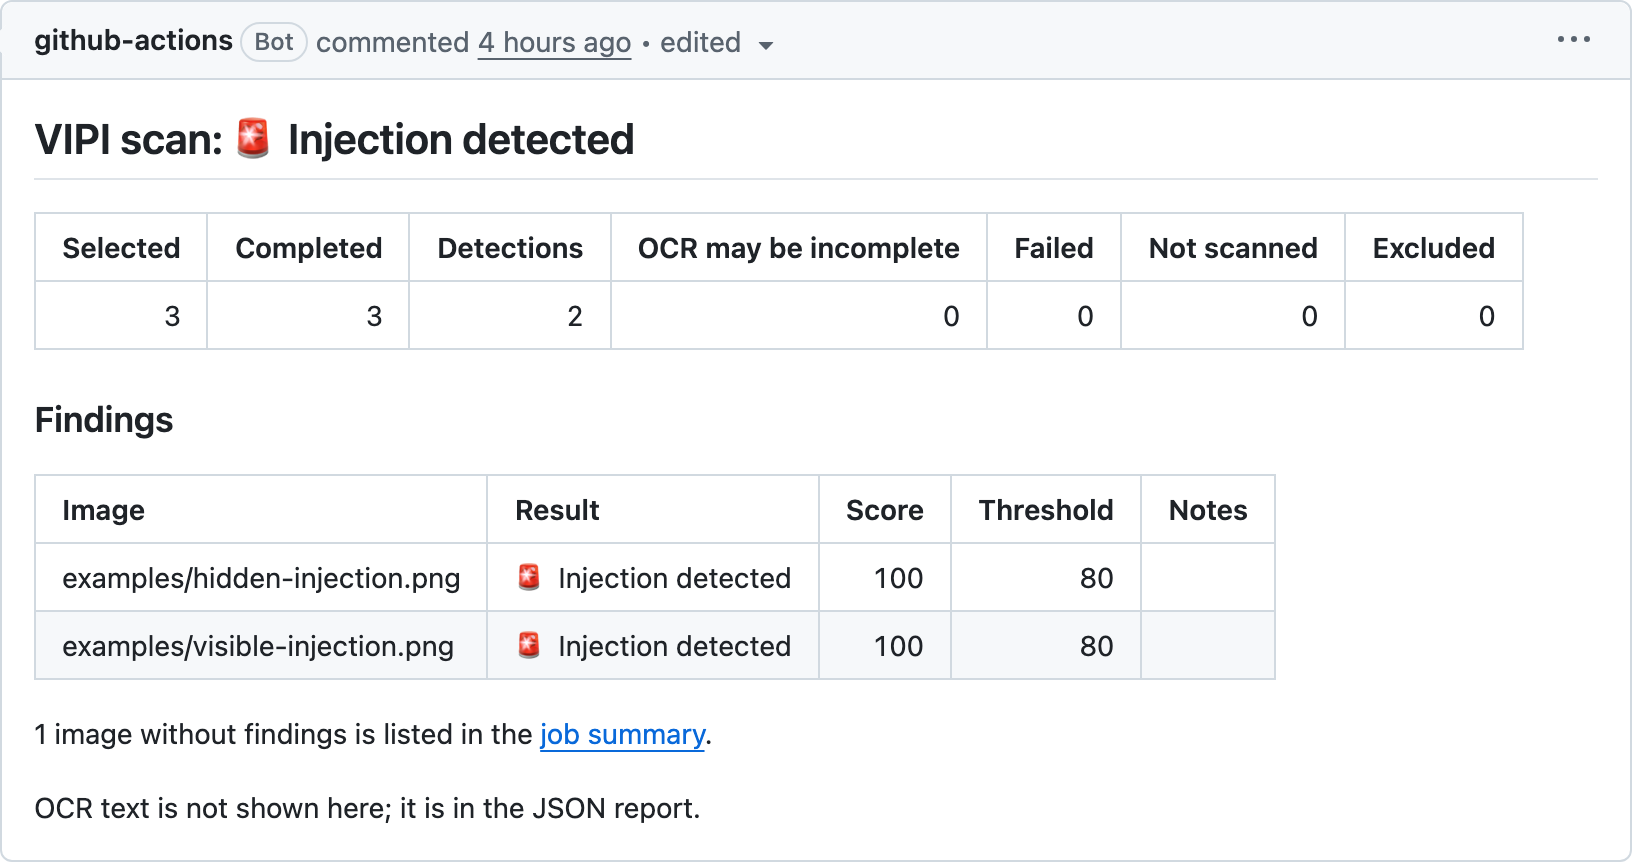 github-actions Bot commented 4 hours ago • edited
VIPI scan: 🚨 Injection detected
Selected Completed Detections OCR may be incomplete Failed Not scanned Excluded
3 3 2 0 0 0 0
Findings
Image Result Score Threshold Notes
examples/hidden-injection.png 🚨 Injection detected 100 80
examples/visible-injection.png 🚨 Injection detected 100 80
1 image without findings is listed in the job summary.
OCR text is not shown here; it is in the JSON report.